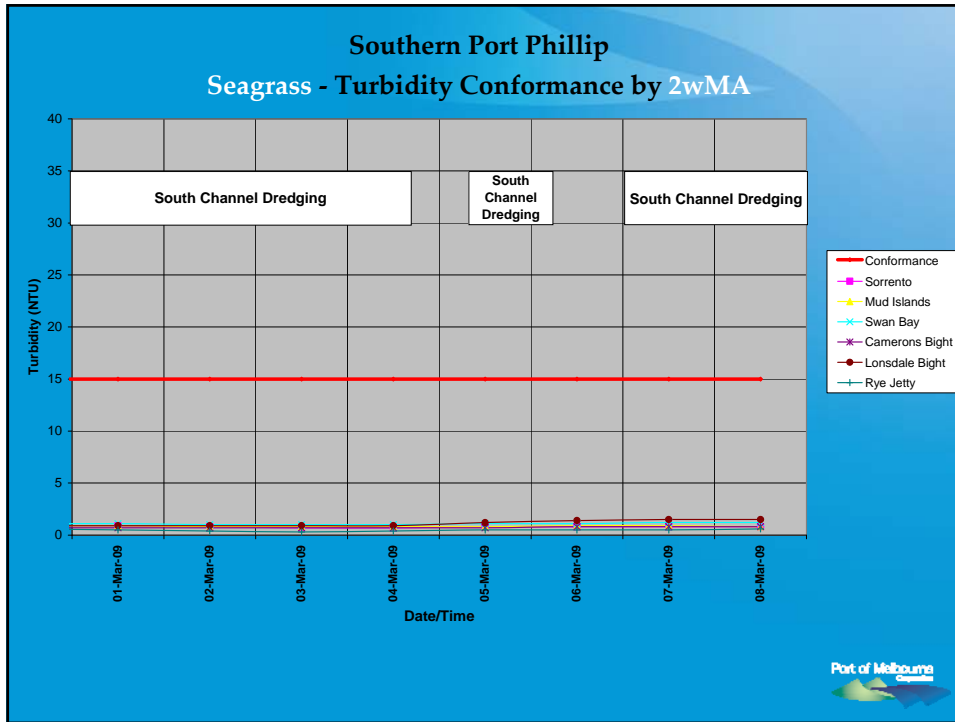 Southern Port Phillip
Seagrass - Turbidity Conformance by 2wMA
40
35
30
25
20
15
10
5
0
Turbidity (NTU)
South Channel Dredging
South
Channel
Dredging
South Channel Dredging
01-Mar-09
02-Mar-09
03-Mar-09
04-Mar-09
05-Mar-09
06-Mar-09
07-Mar-09
08-Mar-09
Date/Time
Conformance
Sorrento
Mud Islands
Swan Bay
Camerons Bight
Lonsdale Bight
Rye Jetty
Port of Melbourne
Corporation